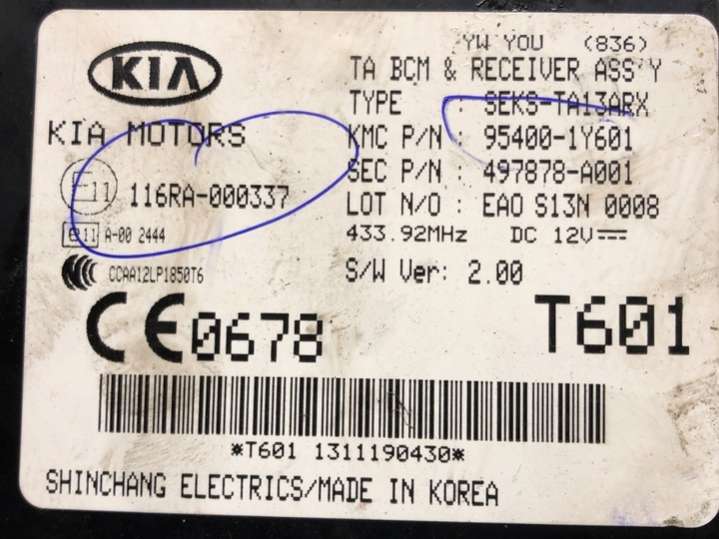 KIA
KIA MOTORS
E11 116RA-000337
e11 A-00 2444
CCC CCAA12LP1850T6
YW YOU (836)
TA BCM & RECEIVER ASS'Y
TYPE : SEKS-TA13ARX
KMC P/N : 95400-1Y601
SEC P/N : 497878-A001
LOT N/O : EAO S13N 0008
433.92MHz DC 12V
S/W Ver: 2.00
CE0678
T601
*T601 1311190430*
SHINCHANG ELECTRICS/MADE IN KOREA